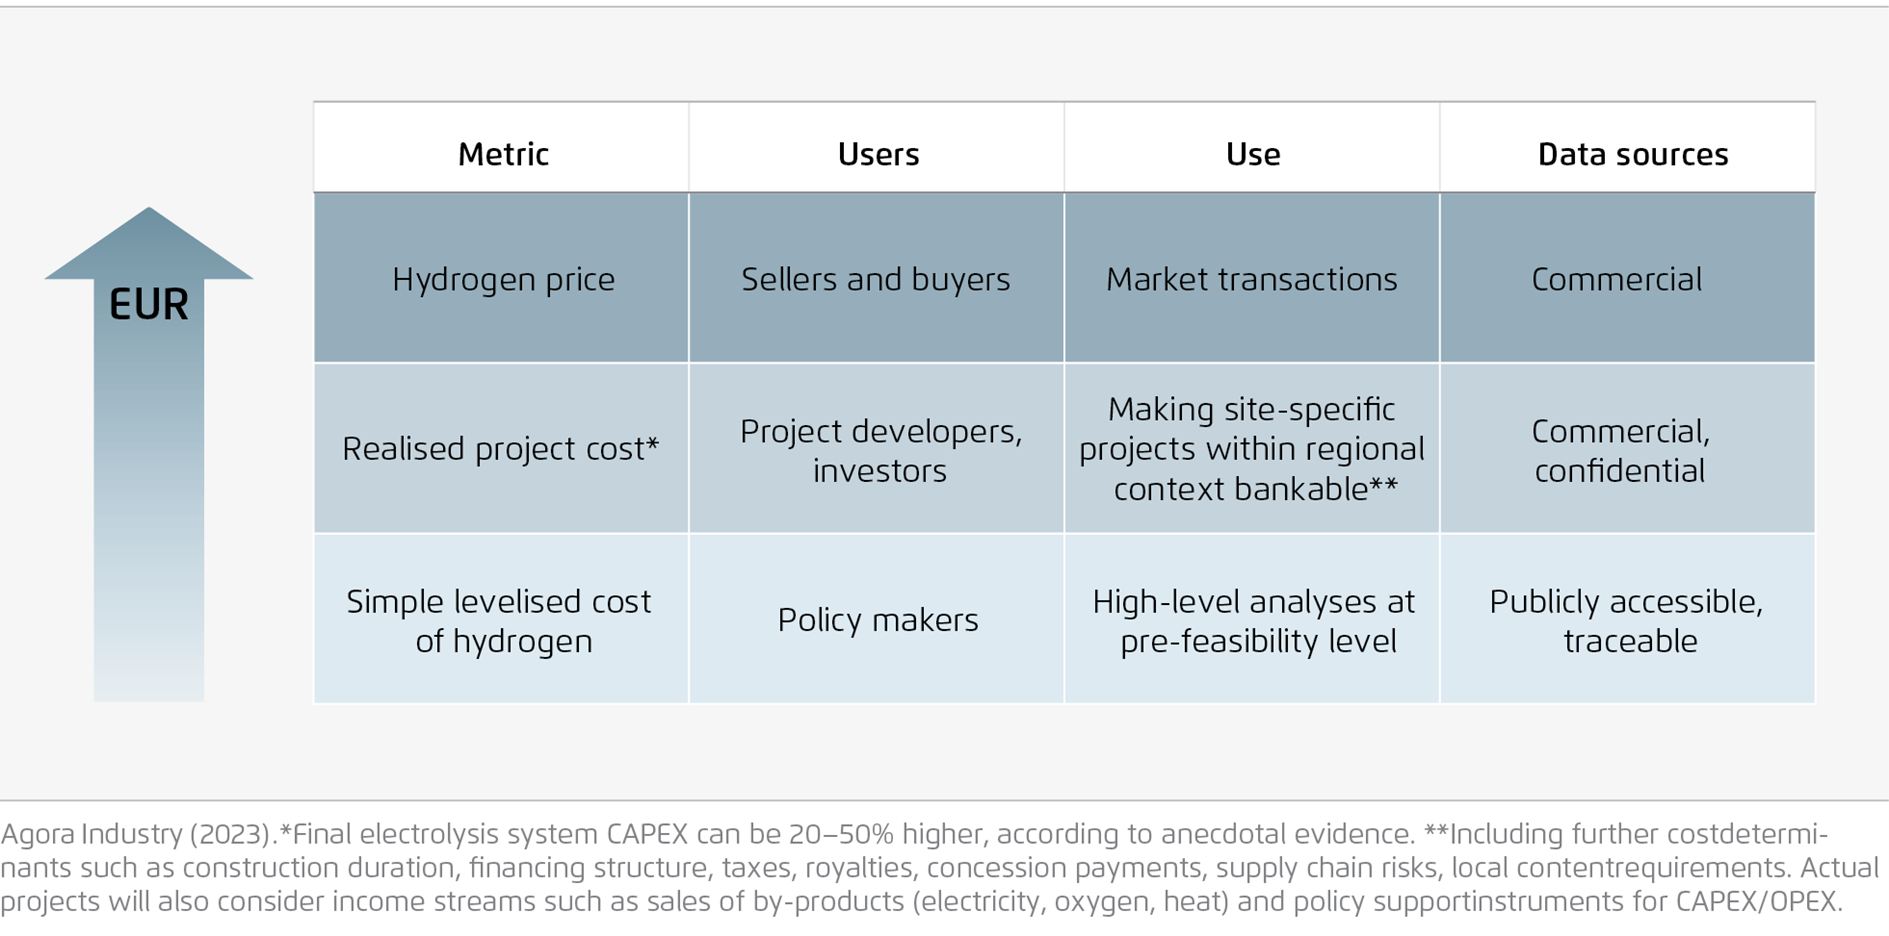 Metric
Users
Use
Data sources
EUR
Hydrogen price
Sellers and buyers
Market transactions
Commercial
Realised project cost*
Project developers,
investors
Making site-specific
projects within regional
context bankable**
Commercial,
confidential
Simple levelised cost
of hydrogen
Policy makers
High-level analyses at
pre-feasibility level
Publicly accessible,
traceable
Agora Industry (2023).*Final electrolysis system CAPEX can be 20–50% higher, according to anecdotal evidence. **Including further costdetermi-
nants such as construction duration, financing structure, taxes, royalties, concession payments, supply chain risks, local contentrequirements. Actual
projects will also consider income streams such as sales of by-products (electricity, oxygen, heat) and policy supportinstruments for CAPEX/OPEX.